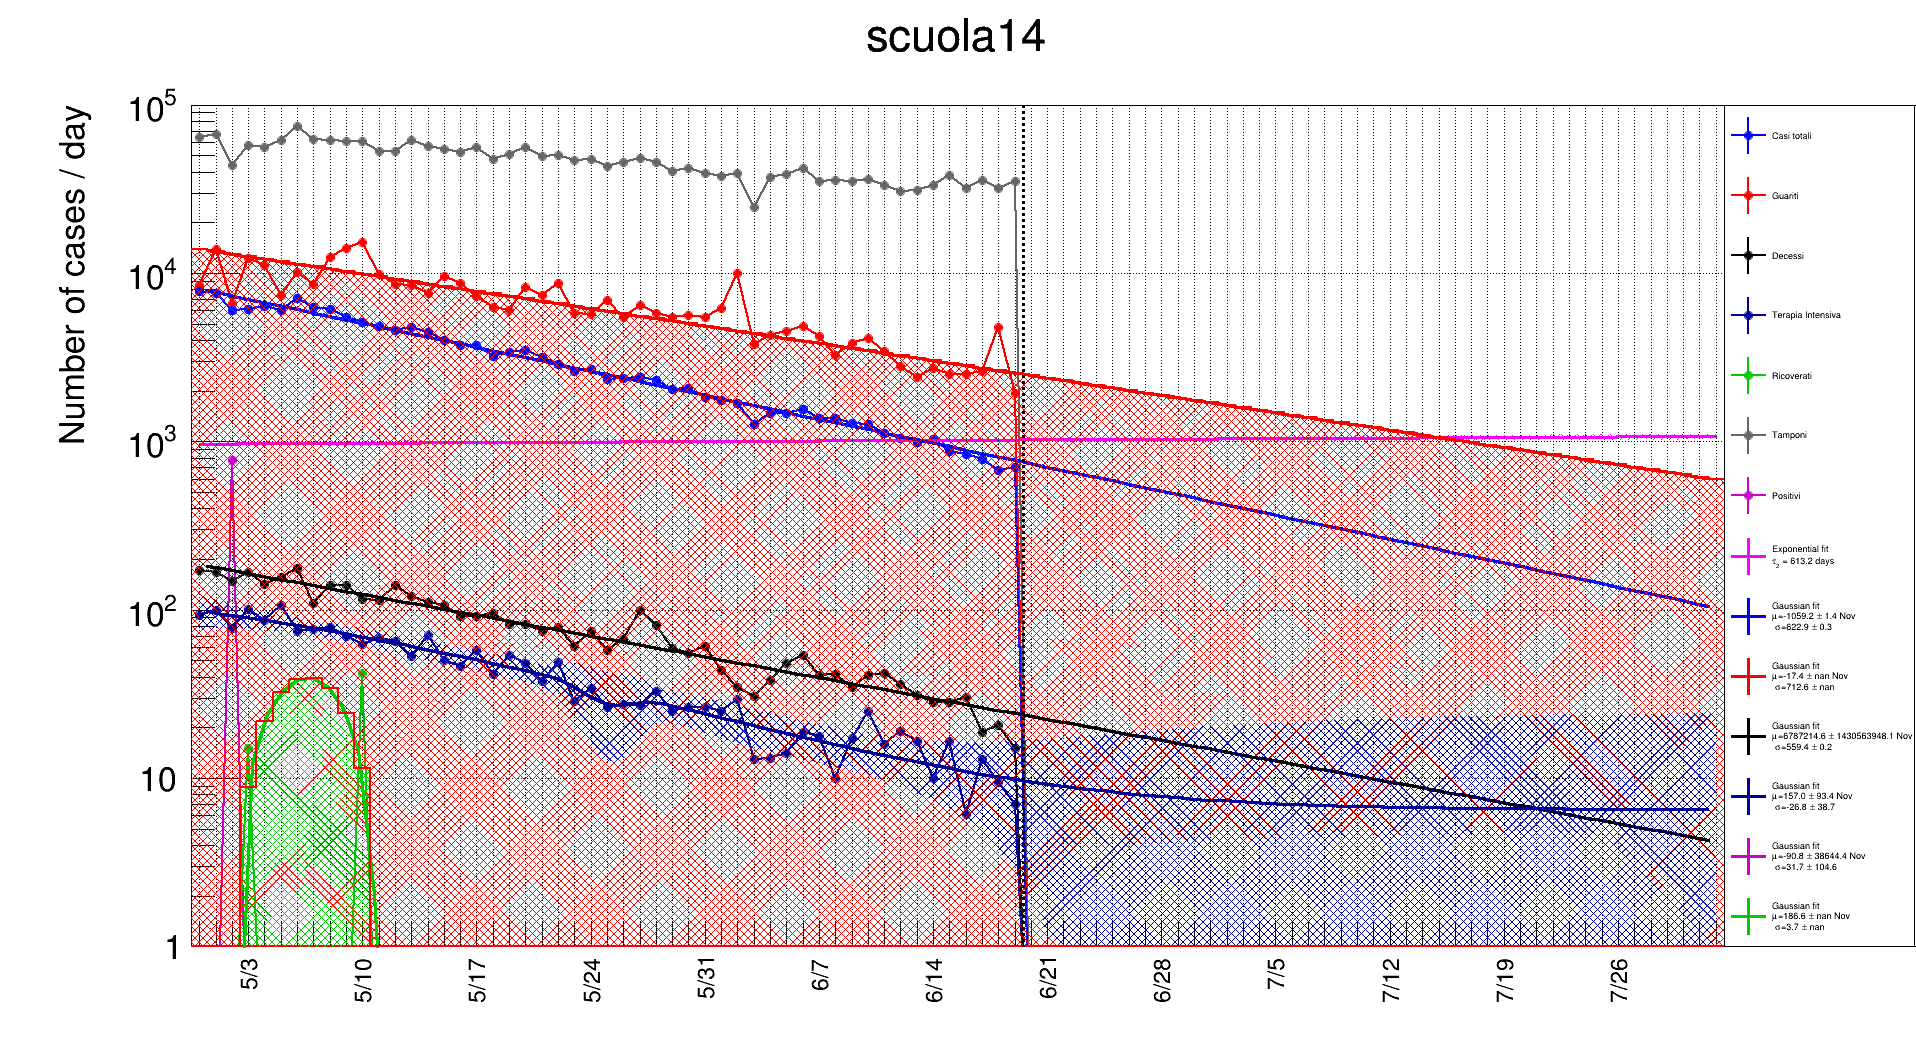 scuola14
Number of cases / day
10^5
10^4
10^3
10^2
10
1
5/3
5/10
5/17
5/24
5/31
6/7
6/14
6/21
6/28
7/5
7/12
7/19
7/26
Casi totali
Guariti
Decessi
Terapia Intensiva
Ricoverati
Tamponi
Positivi
Exponential fit
τ₂ = 613.2 days
Gaussian fit
μ=-1059.2 ± 1.4 Nov
σ=622.9 ± 0.3
Gaussian fit
μ=-17.4 ± nan Nov
σ=712.6 ± nan
Gaussian fit
μ=6787214.6 ± 1430563948.1 Nov
σ=559.4 ± 0.2
Gaussian fit
μ=157.0 ± 93.4 Nov
σ=-26.8 ± 38.7
Gaussian fit
μ=-90.8 ± 38644.4 Nov
σ=31.7 ± 104.6
Gaussian fit
μ=186.6 ± nan Nov
σ=3.7 ± nan